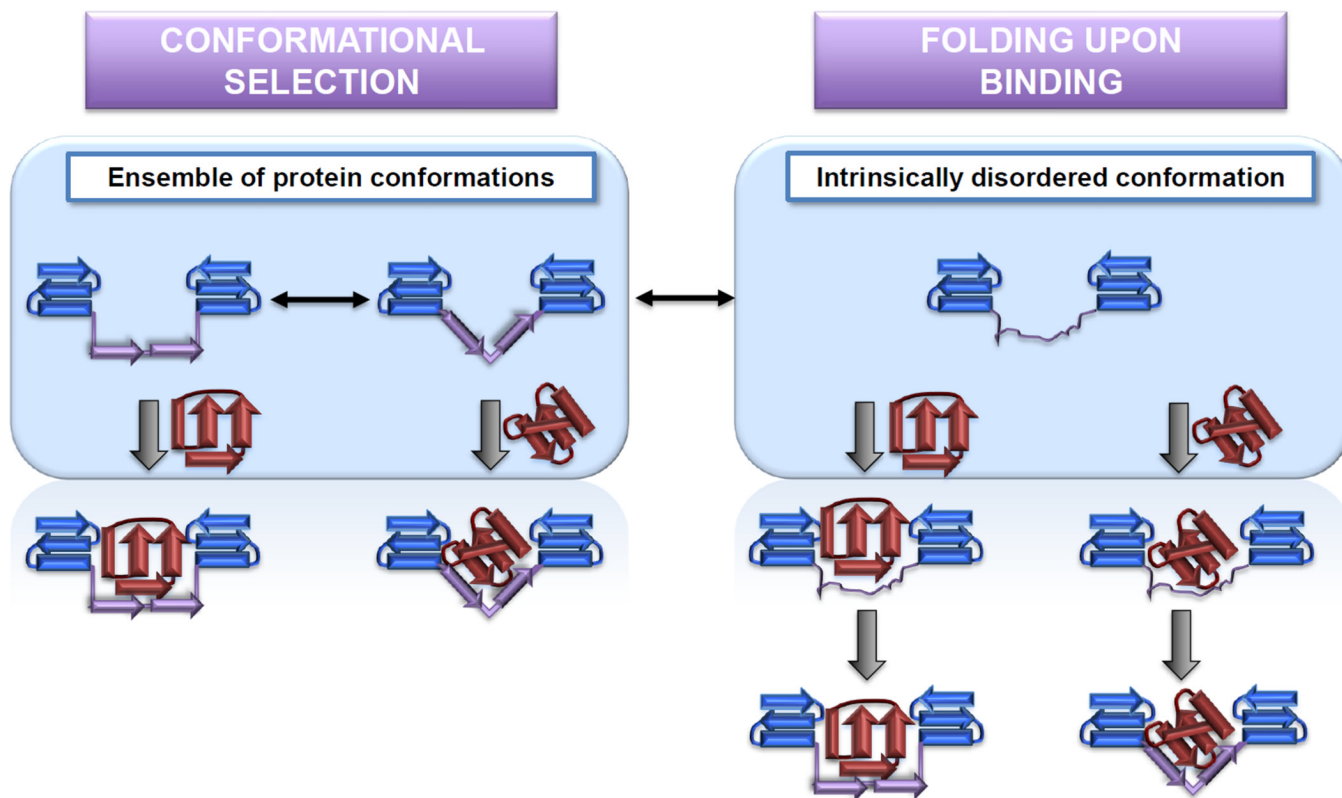 CONFORMATIONAL
SELECTION
FOLDING UPON
BINDING
Ensemble of protein conformations
Intrinsically disordered conformation